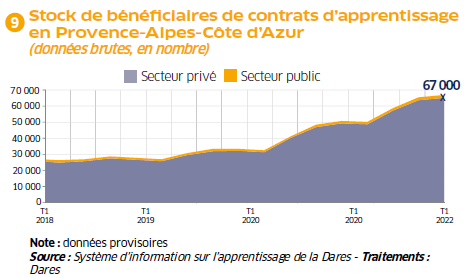 9 Stock de bénéficiaires de contrats d’apprentissage
en Provence-Alpes-Côte d’Azur
(données brutes, en nombre)
Secteur privé Secteur public
67 000
x
70 000
60 000
50 000
40 000
30 000
20 000
10 000
0
T1 T1 T1 T1 T1
2018 2019 2020 2020 2022
Note : données provisoires
Source : Système d’information sur l’apprentissage de la Dares - Traitements :
Dares